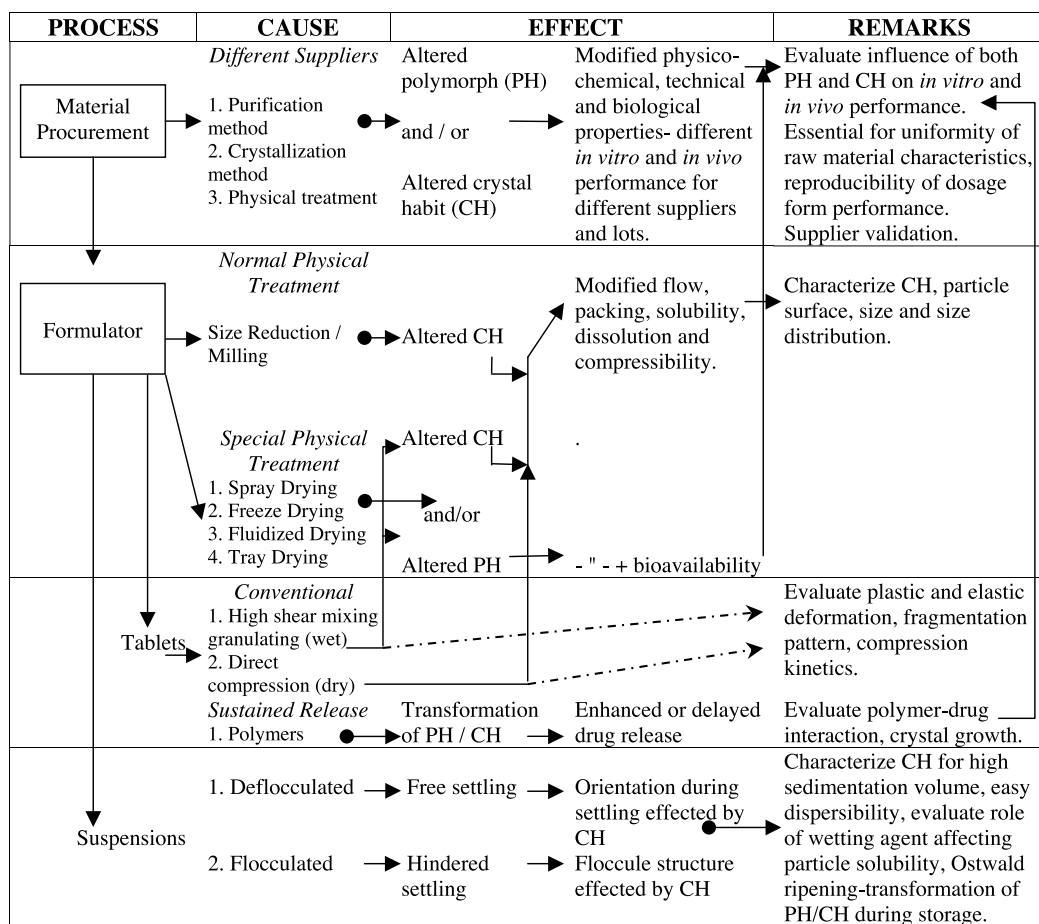 PROCESS
CAUSE
EFFECT
REMARKS
Material
Procurement
Different Suppliers
1. Purification
method
2. Crystallization
method
3. Physical treatment
Altered
polymorph (PH)
and / or
Altered crystal
habit (CH)
Modified physico-
chemical, technical
and biological
properties- different
in vitro and in vivo
performance for
different suppliers
and lots.
Evaluate influence of both
PH and CH on in vitro and
in vivo performance.
Essential for uniformity of
raw material characteristics,
reproducibility of dosage
form performance.
Supplier validation.
Formulator
Normal Physical
Treatment
Size Reduction /
Milling
Altered CH
Modified flow,
packing, solubility,
dissolution and
compressibility.
Characterize CH, particle
surface, size and size
distribution.
Special Physical
Treatment
1. Spray Drying
2. Freeze Drying
3. Fluidized Drying
4. Tray Drying
Altered CH
.
and/or
Altered PH
- " - + bioavailability
Tablets
Conventional
1. High shear mixing
granulating (wet)
2. Direct
compression (dry)
Evaluate plastic and elastic
deformation, fragmentation
pattern, compression
kinetics.
Sustained Release
1. Polymers
Transformation
of PH / CH
Enhanced or delayed
drug release
Evaluate polymer-drug
interaction, crystal growth.
Suspensions
1. Deflocculated
Free settling
Orientation during
settling effected by
CH
2. Flocculated
Hindered
settling
Floccule structure
effected by CH
Characterize CH for high
sedimentation volume, easy
dispersibility, evaluate role
of wetting agent affecting
particle solubility, Ostwald
ripening-transformation of
PH/CH during storage.